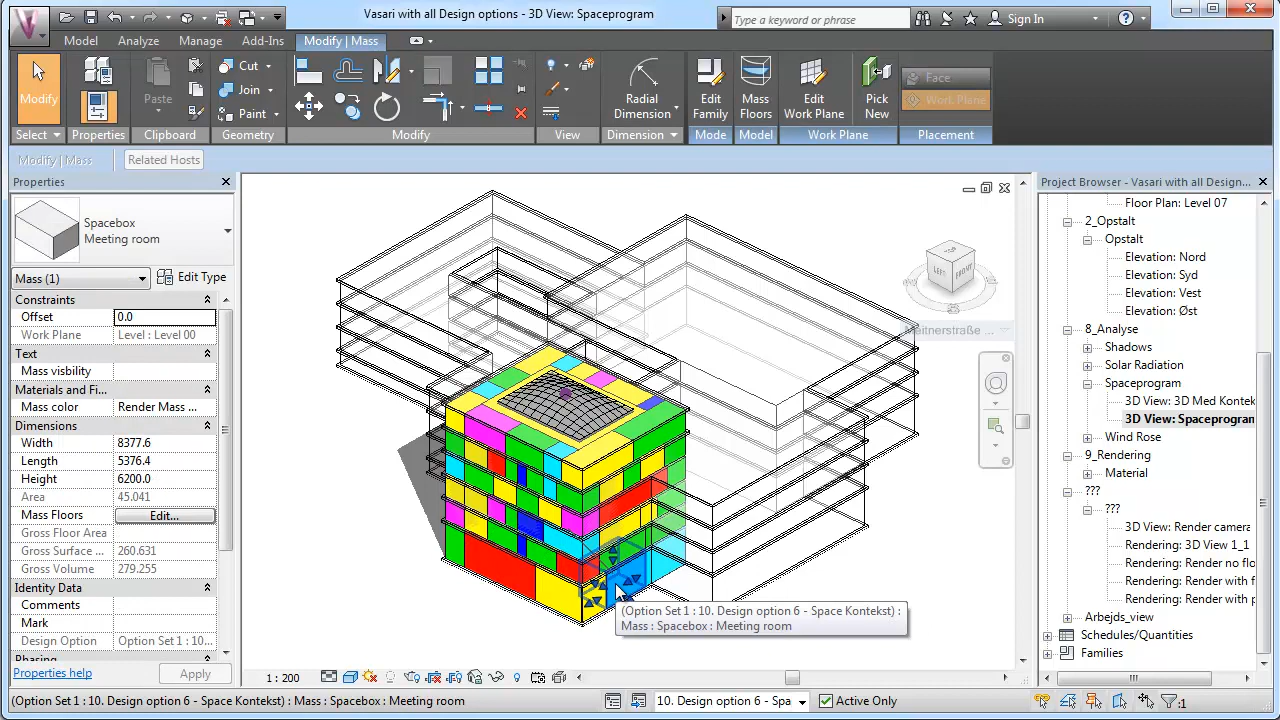 Vasari with all Design options - 3D View: Spaceprogram
Type a keyword or phrase
Sign In
Model
Analyze
Manage
Add-Ins
Modify | Mass
Modify
Paste
Cut
Join
Paint
Radial
Dimension
Edit
Family
Mass
Floors
Edit
Work Plane
Pick
New
Face
Work Plane
Select
Properties
Clipboard
Geometry
Modify
View
Dimension
Mode
Model
Work Plane
Placement
Modify | Mass
Related Hosts
Properties
Spacebox
Meeting room
Mass (1)
Edit Type
Constraints
Offset 0.0
Work Plane Level : Level 00
Text
Mass visibility
Materials and Fi...
Mass color Render Mass ...
Dimensions
Width 8377.6
Length 5376.4
Height 6200.0
Area 45.041
Mass Floors Edit...
Gross Floor Area
Gross Surface ... 260.631
Gross Volume 279.255
Identity Data
Comments
Mark
Design Option Option Set 1 : 10...
Phasing
Properties help
Apply
TOP
LEFT
FRONT
Meitnerstraße ...
(Option Set 1 : 10. Design option 6 - Space Kontekst) :
Mass : Spacebox : Meeting room
1 : 200
Project Browser - Vasari with all Design...
Floor Plan: Level 07
2_Opstalt
Opstalt
Elevation: Nord
Elevation: Syd
Elevation: Vest
Elevation: Øst
8_Analyse
Shadows
Solar Radiation
Spaceprogram
3D View: 3D Med Kontek
3D View: Spaceprogram
Wind Rose
9_Rendering
Material
???
???
3D View: Render camera
Rendering: 3D View 1_1
Rendering: Render no flo
Rendering: Render with f
Rendering: Render with p
Arbejds_view
Schedules/Quantities
Families
(Option Set 1 : 10. Design option 6 - Space Kontekst) : Mass : Spacebox : Meeting room
10. Design option 6 - Spa
Active Only
:1